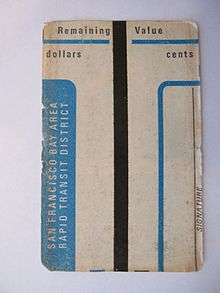 Remaining Value
dollars cents
SAN FRANCISCO BAY AREA
RAPID TRANSIT DISTRICT
SIGNATURE